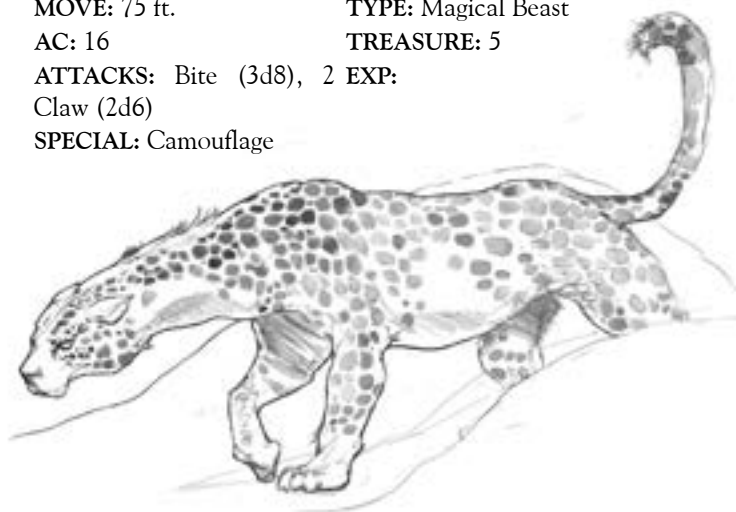 MOVE: 75 ft.
AC: 16
ATTACKS: Bite (3d8), 2
Claw (2d6)
SPECIAL: Camouflage
TYPE: Magical Beast
TREASURE: 5
EXP: